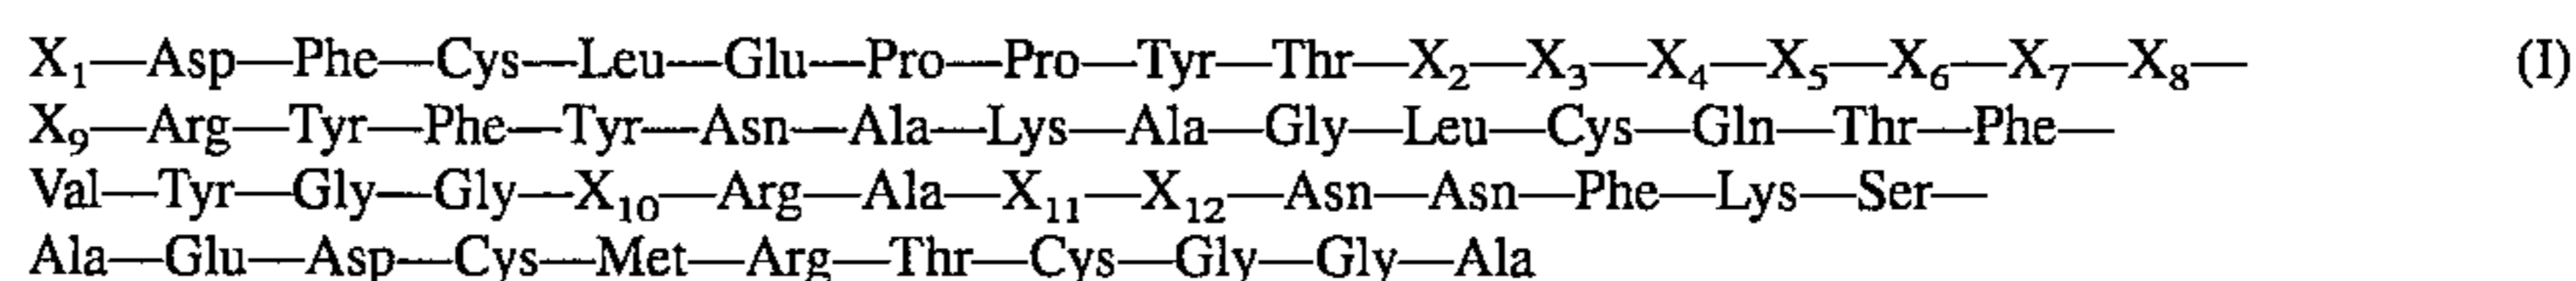 X₁—Asp—Phe—Cys—Leu—Glu—Pro—Pro—Tyr—Thr—X₂—X₃—X₄—X₅—X₆—X₇—X₈— (I)
X₉—Arg—Tyr—Phe—Tyr—Asn—Ala—Lys—Ala—Gly—Leu—Cys—Gln—Thr—Phe—
Val—Tyr—Gly—Gly—X₁₀—Arg—Ala—X₁₁—X₁₂—Asn—Asn—Phe—Lys—Ser—
Ala—Glu—Asp—Cys—Met—Arg—Thr—Cys—Gly—Gly—Ala